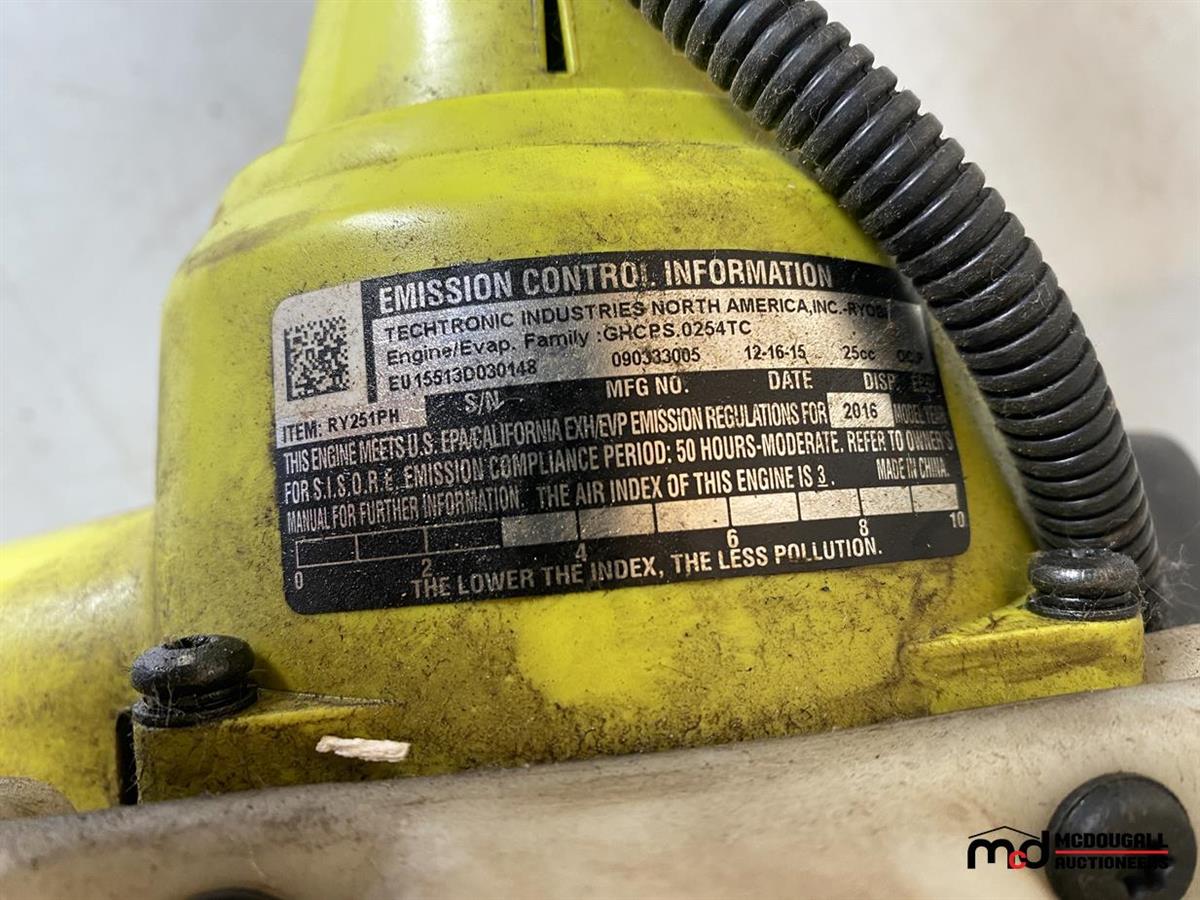 EMISSION CONTROL INFORMATION
TECHTRONIC INDUSTRIES NORTH AMERICA,INC.-RYOBI
Engine/Evap. Family :GHCPS.0254TC
EU15513D030148 090333005 12-16-15 25cc
S/N MFG NO. DATE DISP.
ITEM: RY251PH
THIS ENGINE MEETS U.S. EPA/CALIFORNIA EXH/EVP EMISSION REGULATIONS FOR 2016 MODEL YEAR
FOR S.I.S.O.R.E. EMISSION COMPLIANCE PERIOD: 50 HOURS-MODERATE. REFER TO OWNER'S
MANUAL FOR FURTHER INFORMATION. THE AIR INDEX OF THIS ENGINE IS 3. MADE IN CHINA.
0 2 4 6 8 10
THE LOWER THE INDEX, THE LESS POLLUTION.
mcd MCDOUGALL
AUCTIONEERS